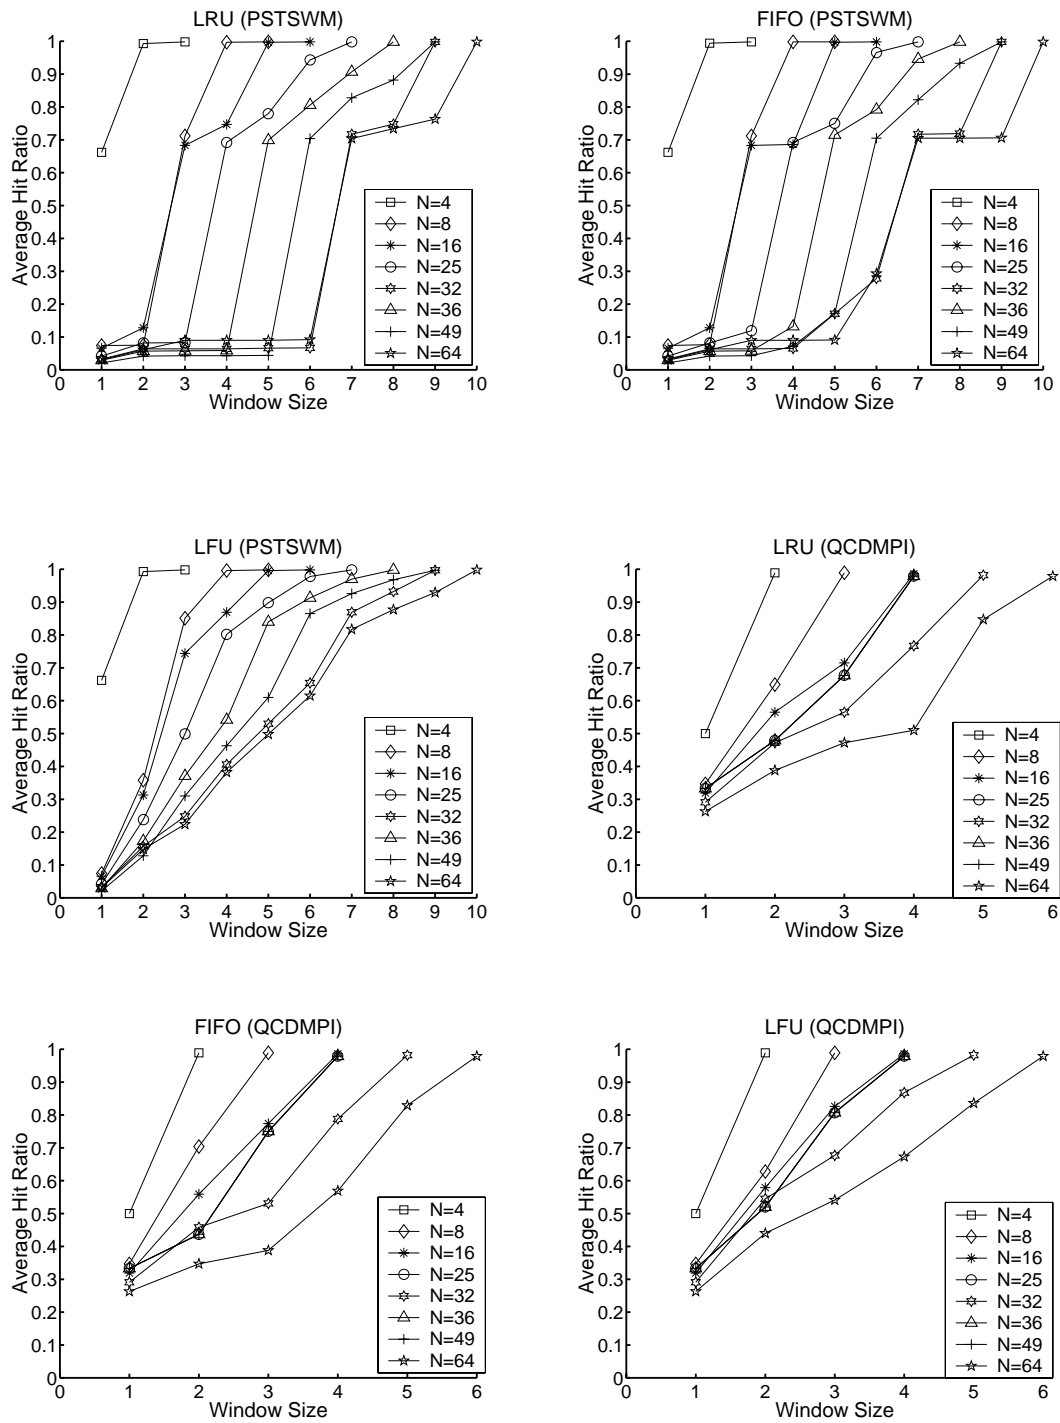 LRU (PSTSWM)
1
0.9
0.8
0.7
0.6
0.5
0.4
0.3
0.2
0.1
0
Average Hit Ratio
N=4
N=8
N=16
N=25
N=32
N=36
N=49
N=64
0 1 2 3 4 5 6 7 8 9 10
Window Size
FIFO (PSTSWM)
1
0.9
0.8
0.7
0.6
0.5
0.4
0.3
0.2
0.1
0
Average Hit Ratio
N=4
N=8
N=16
N=25
N=32
N=36
N=49
N=64
0 1 2 3 4 5 6 7 8 9 10
Window Size
LFU (PSTSWM)
1
0.9
0.8
0.7
0.6
0.5
0.4
0.3
0.2
0.1
0
Average Hit Ratio
N=4
N=8
N=16
N=25
N=32
N=36
N=49
N=64
0 1 2 3 4 5 6 7 8 9 10
Window Size
LRU (QCDMPI)
1
0.9
0.8
0.7
0.6
0.5
0.4
0.3
0.2
0.1
0
Average Hit Ratio
N=4
N=8
N=16
N=25
N=32
N=36
N=49
N=64
0 1 2 3 4 5 6
Window Size
FIFO (QCDMPI)
1
0.9
0.8
0.7
0.6
0.5
0.4
0.3
0.2
0.1
0
Average Hit Ratio
N=4
N=8
N=16
N=25
N=32
N=36
N=49
N=64
0 1 2 3 4 5 6
Window Size
LFU (QCDMPI)
1
0.9
0.8
0.7
0.6
0.5
0.4
0.3
0.2
0.1
0
Average Hit Ratio
N=4
N=8
N=16
N=25
N=32
N=36
N=49
N=64
0 1 2 3 4 5 6
Window Size